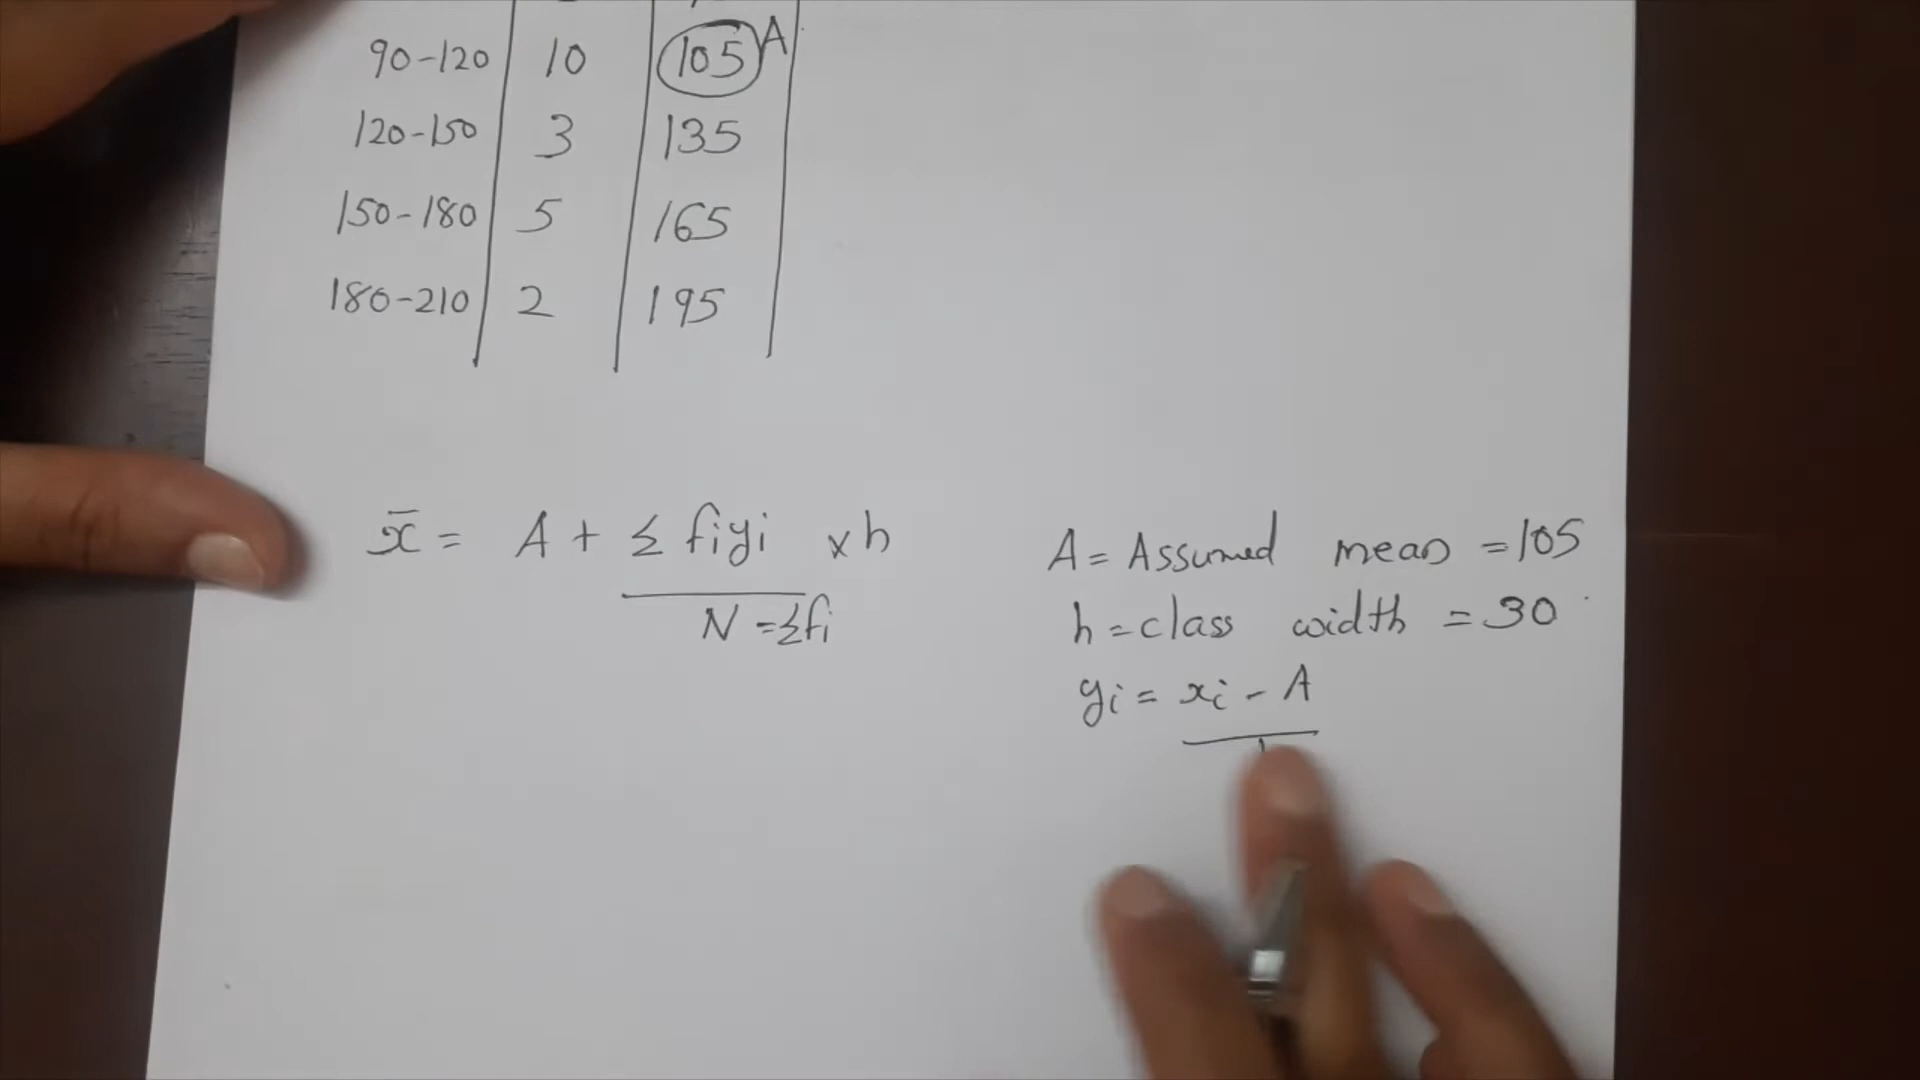 90-120 10 105 A
120-150 3 135
150-180 5 165
180-210 2 195
x̄ = A + Σ fiyi × h
N = Σfi
A = Assumed mean = 105
h = class width = 30
yi = xi - A